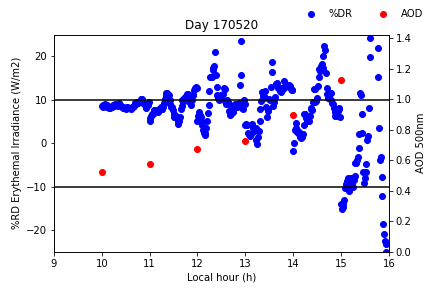 %DR AOD
Day 170520
20
10
0
−10
−20
%RD Erythemal Irradiance (W/m2)
1.4
1.2
1.0
0.8
0.6
0.4
0.2
0.0
AOD 500nm
9 10 11 12 13 14 15 16
Local hour (h)